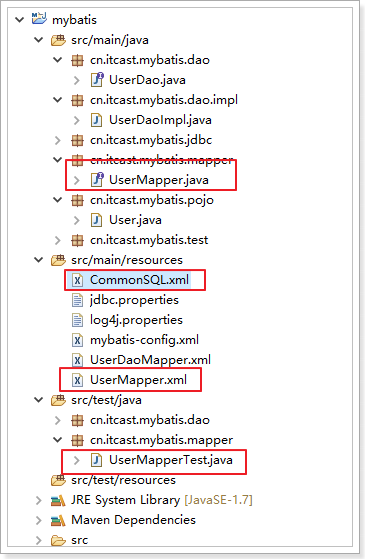 mybatis
src/main/java
cn.itcast.mybatis.dao
UserDao.java
cn.itcast.mybatis.dao.impl
UserDaoImpl.java
cn.itcast.mybatis.jdbc
cn.itcast.mybatis.mapper
UserMapper.java
cn.itcast.mybatis.pojo
User.java
cn.itcast.mybatis.test
src/main/resources
CommonSQL.xml
jdbc.properties
log4j.properties
mybatis-config.xml
UserDaoMapper.xml
UserMapper.xml
src/test/java
cn.itcast.mybatis.dao
cn.itcast.mybatis.mapper
UserMapperTest.java
src/test/resources
JRE System Library [JavaSE-1.7]
Maven Dependencies
src